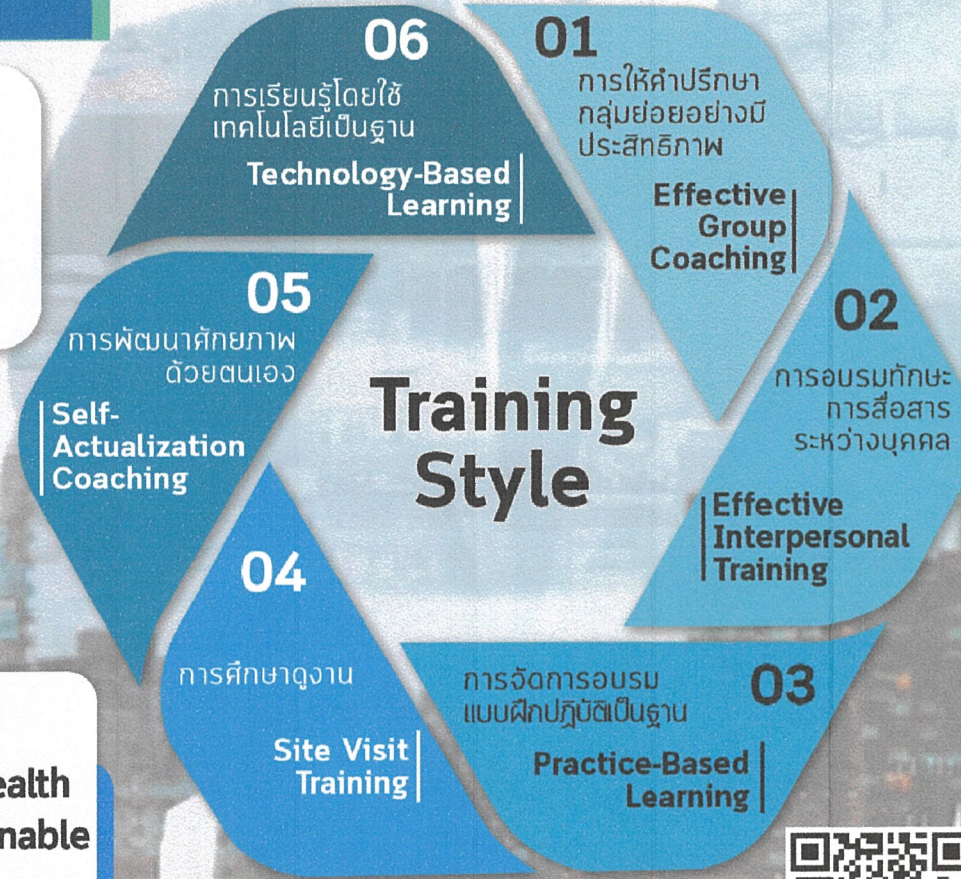 06
การเรียนรู้โดยใช้
เทคโนโลยีเป็นฐาน
Technology-Based
Learning
01
การให้คำปรึกษา
กลุ่มย่อยอย่างมี
ประสิทธิภาพ
Effective
Group
Coaching
05
การพัฒนาศักยภาพ
ด้วยตนเอง
Self-
Actualization
Coaching
Training
Style
02
การอบรมทักษะ
การสื่อสาร
ระหว่างบุคคล
Effective
Interpersonal
Training
04
การศึกษาดูงาน
Site Visit
Training
การจัดการอบรม
แบบฝึกปฏิบัติเป็นฐาน
03
Practice-Based
Learning